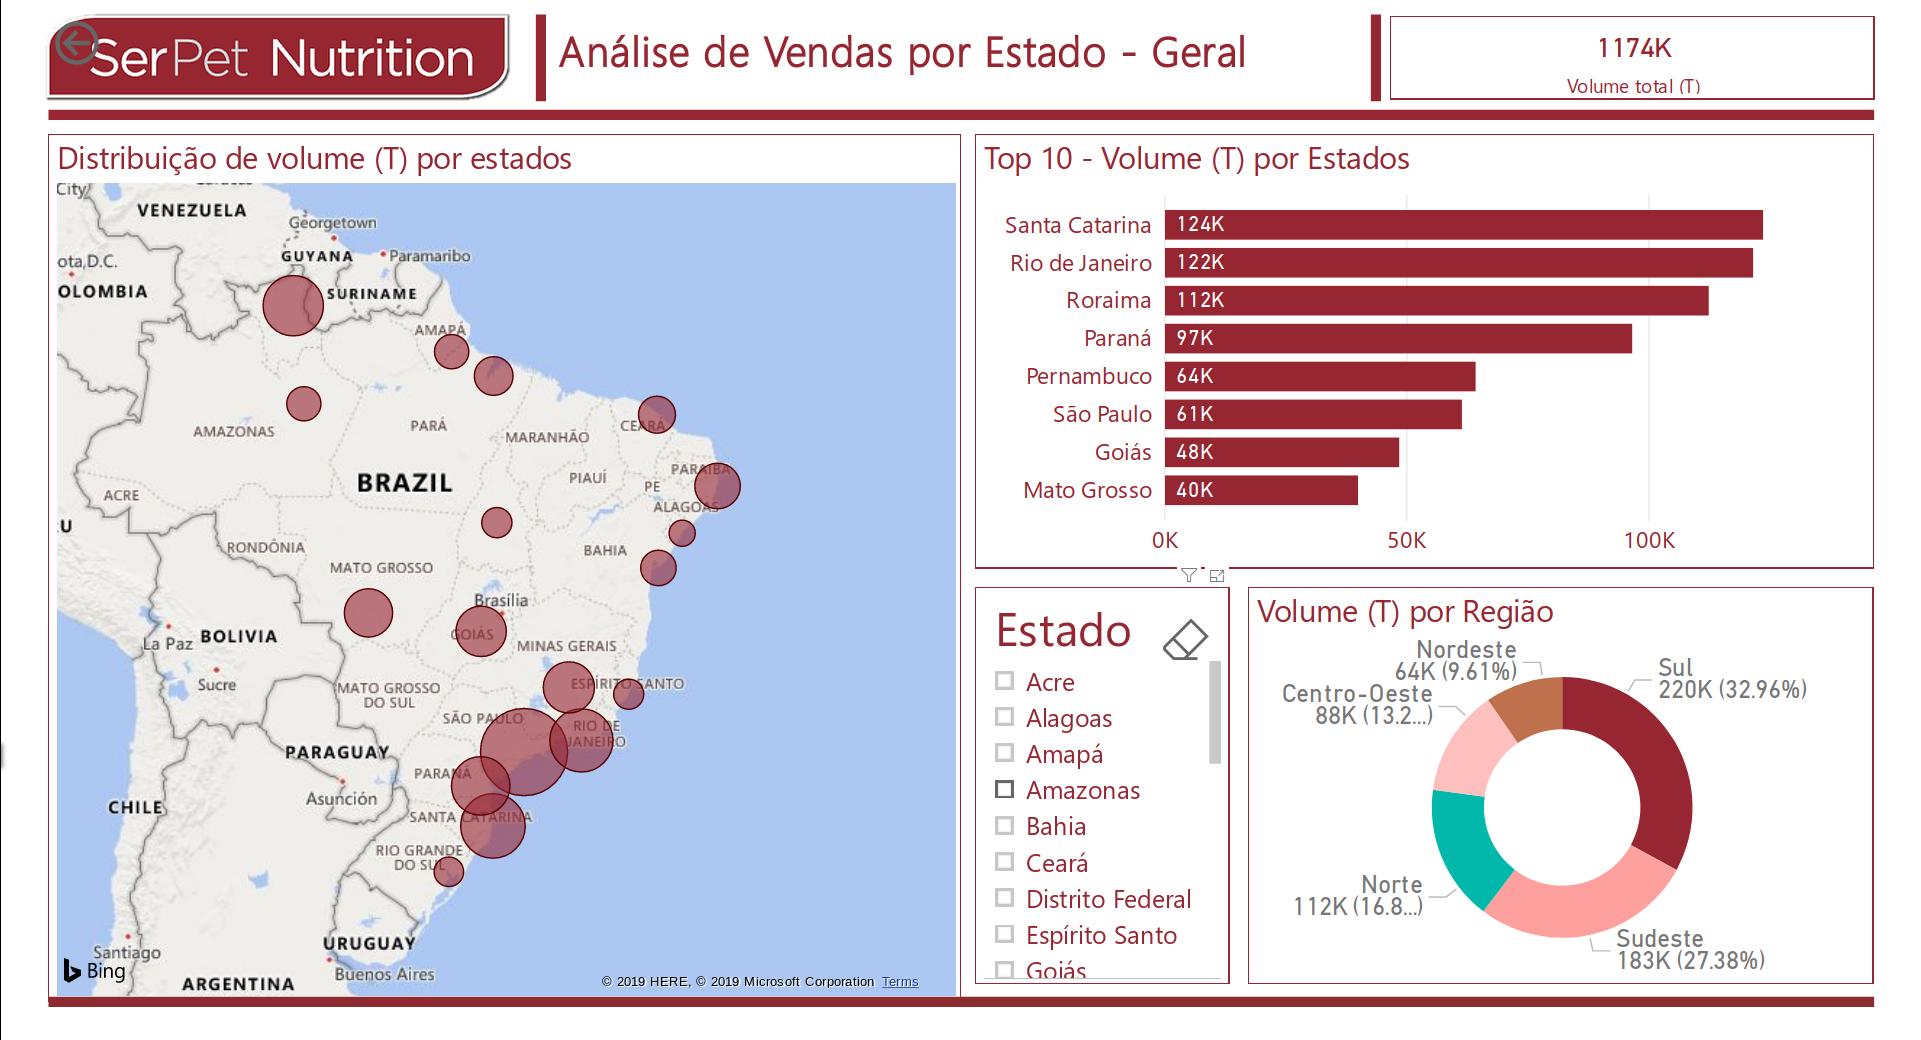 SerPet Nutrition
Análise de Vendas por Estado - Geral
1174K
Volume total (T)
Distribuição de volume (T) por estados
City
VENEZUELA
Georgetown
GUYANA
Paramaribo
ota,D.C.
OLOMBIA
SURINAME
AMAPÁ
AMAZONAS
PARÁ
CEARÁ
MARANHÃO
PARAÍBA
BRAZIL
PIAUÍ
PE
ACRE
ALAGOAS
U
RONDÔNIA
BAHIA
MATO GROSSO
Brasília
La Paz
BOLIVIA
GOIÁS
MINAS GERAIS
Sucre
MATO GROSSO
DO SUL
ESPÍRITO SANTO
SÃO PAULO
RIO DE
JANEIRO
PARAGUAY
PARANÁ
Asunción
CHILE
SANTA CATARINA
RIO GRANDE
DO SUL
URUGUAY
Santiago
Buenos Aires
Bing
ARGENTINA
© 2019 HERE, © 2019 Microsoft Corporation Terms
Top 10 - Volume (T) por Estados
Santa Catarina 124K
Rio de Janeiro 122K
Roraima 112K
Paraná 97K
Pernambuco 64K
São Paulo 61K
Goiás 48K
Mato Grosso 40K
0K 50K 100K
Estado
Acre
Alagoas
Amapá
Amazonas
Bahia
Ceará
Distrito Federal
Espírito Santo
Goiás
Volume (T) por Região
Nordeste
64K (9.61%)
Sul
220K (32.96%)
Centro-Oeste
88K (13.2...)
Norte
112K (16.8...)
Sudeste
183K (27.38%)